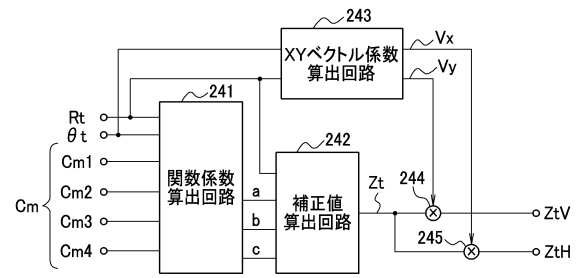 243
XYベクトル係数
算出回路
Vx
Vy
241
Rt
θt
Cm
Cm1
Cm2
Cm3
Cm4
関数係数
算出回路
a
b
c
242
補正値
算出回路
Zt
244
245
ZtV
ZtH